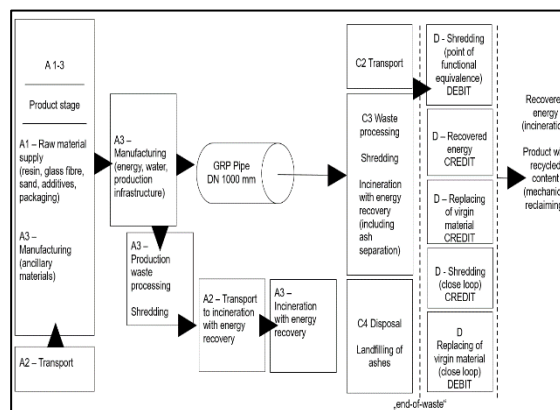 A 1-3
Product stage
A1 – Raw material
supply
(resin, glass fibre,
sand, additives,
packaging)
A3 –
Manufacturing
(ancillary
materials)
A2 – Transport
A3 –
Manufacturing
(energy, water,
production
infrastructure)
A3 –
Production
waste
processing
Shredding
GRP Pipe
DN 1000 mm
A2 – Transport
to incineration
with energy
recovery
A3 –
Incineration
with energy
recovery
C2 Transport
C3 Waste
processing
Shredding
Incineration
with energy
recovery
(including
ash
separation)
C4 Disposal
Landfilling of
ashes
D - Shredding
(point of
functional
equivalence)
DEBIT
D – Recovered
energy
CREDIT
D – Replacing
of virgin
material
CREDIT
D – Shredding
(close loop)
CREDIT
D
Replacing of
virgin material
(close loop)
DEBIT
„end-of-waste"
Recovere
energy
(incineratio
Product wi
recycled
content
(mechanic
reclaiming